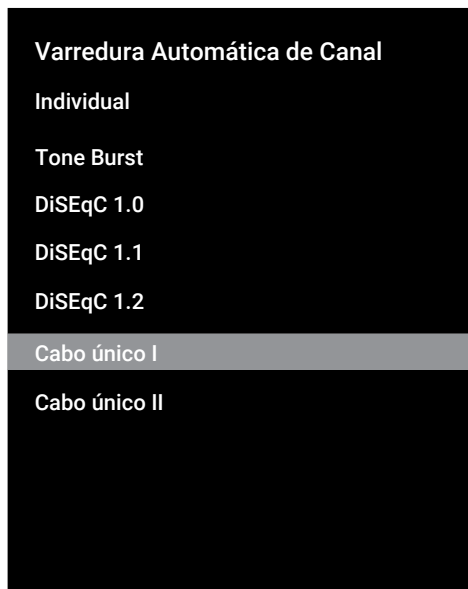 Varredura Automática de Canal
Individual
Tone Burst
DiSEqC 1.0
DiSEqC 1.1
DiSEqC 1.2
Cabo único I
Cabo único II